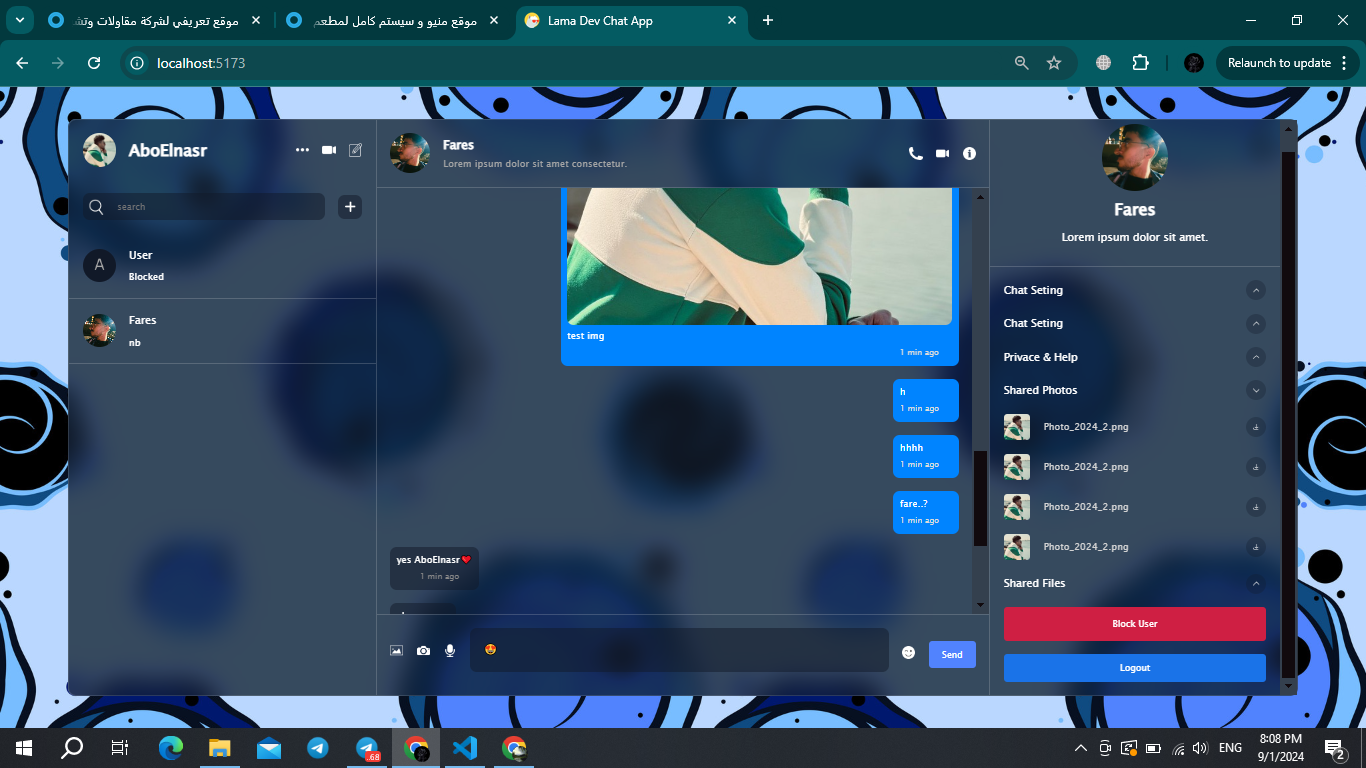 موقع تعريفي لشركة مقاولات وتش
موقع منيو و سيستم كامل لمطعم
Lama Dev Chat App
localhost:5173
Relaunch to update
AboElnasr
search
User
Blocked
Fares
nb
Fares
Lorem ipsum dolor sit amet consectetur.
test img
1 min ago
h
1 min ago
hhhh
1 min ago
fare..?
1 min ago
yes AboElnasr❤️
1 min ago
😍
Send
Fares
Lorem ipsum dolor sit amet.
Chat Seting
Chat Seting
Privace & Help
Shared Photos
Photo_2024_2.png
Photo_2024_2.png
Photo_2024_2.png
Photo_2024_2.png
Shared Files
Block User
Logout
A
.68
ENG
8:08 PM
9/1/2024
2